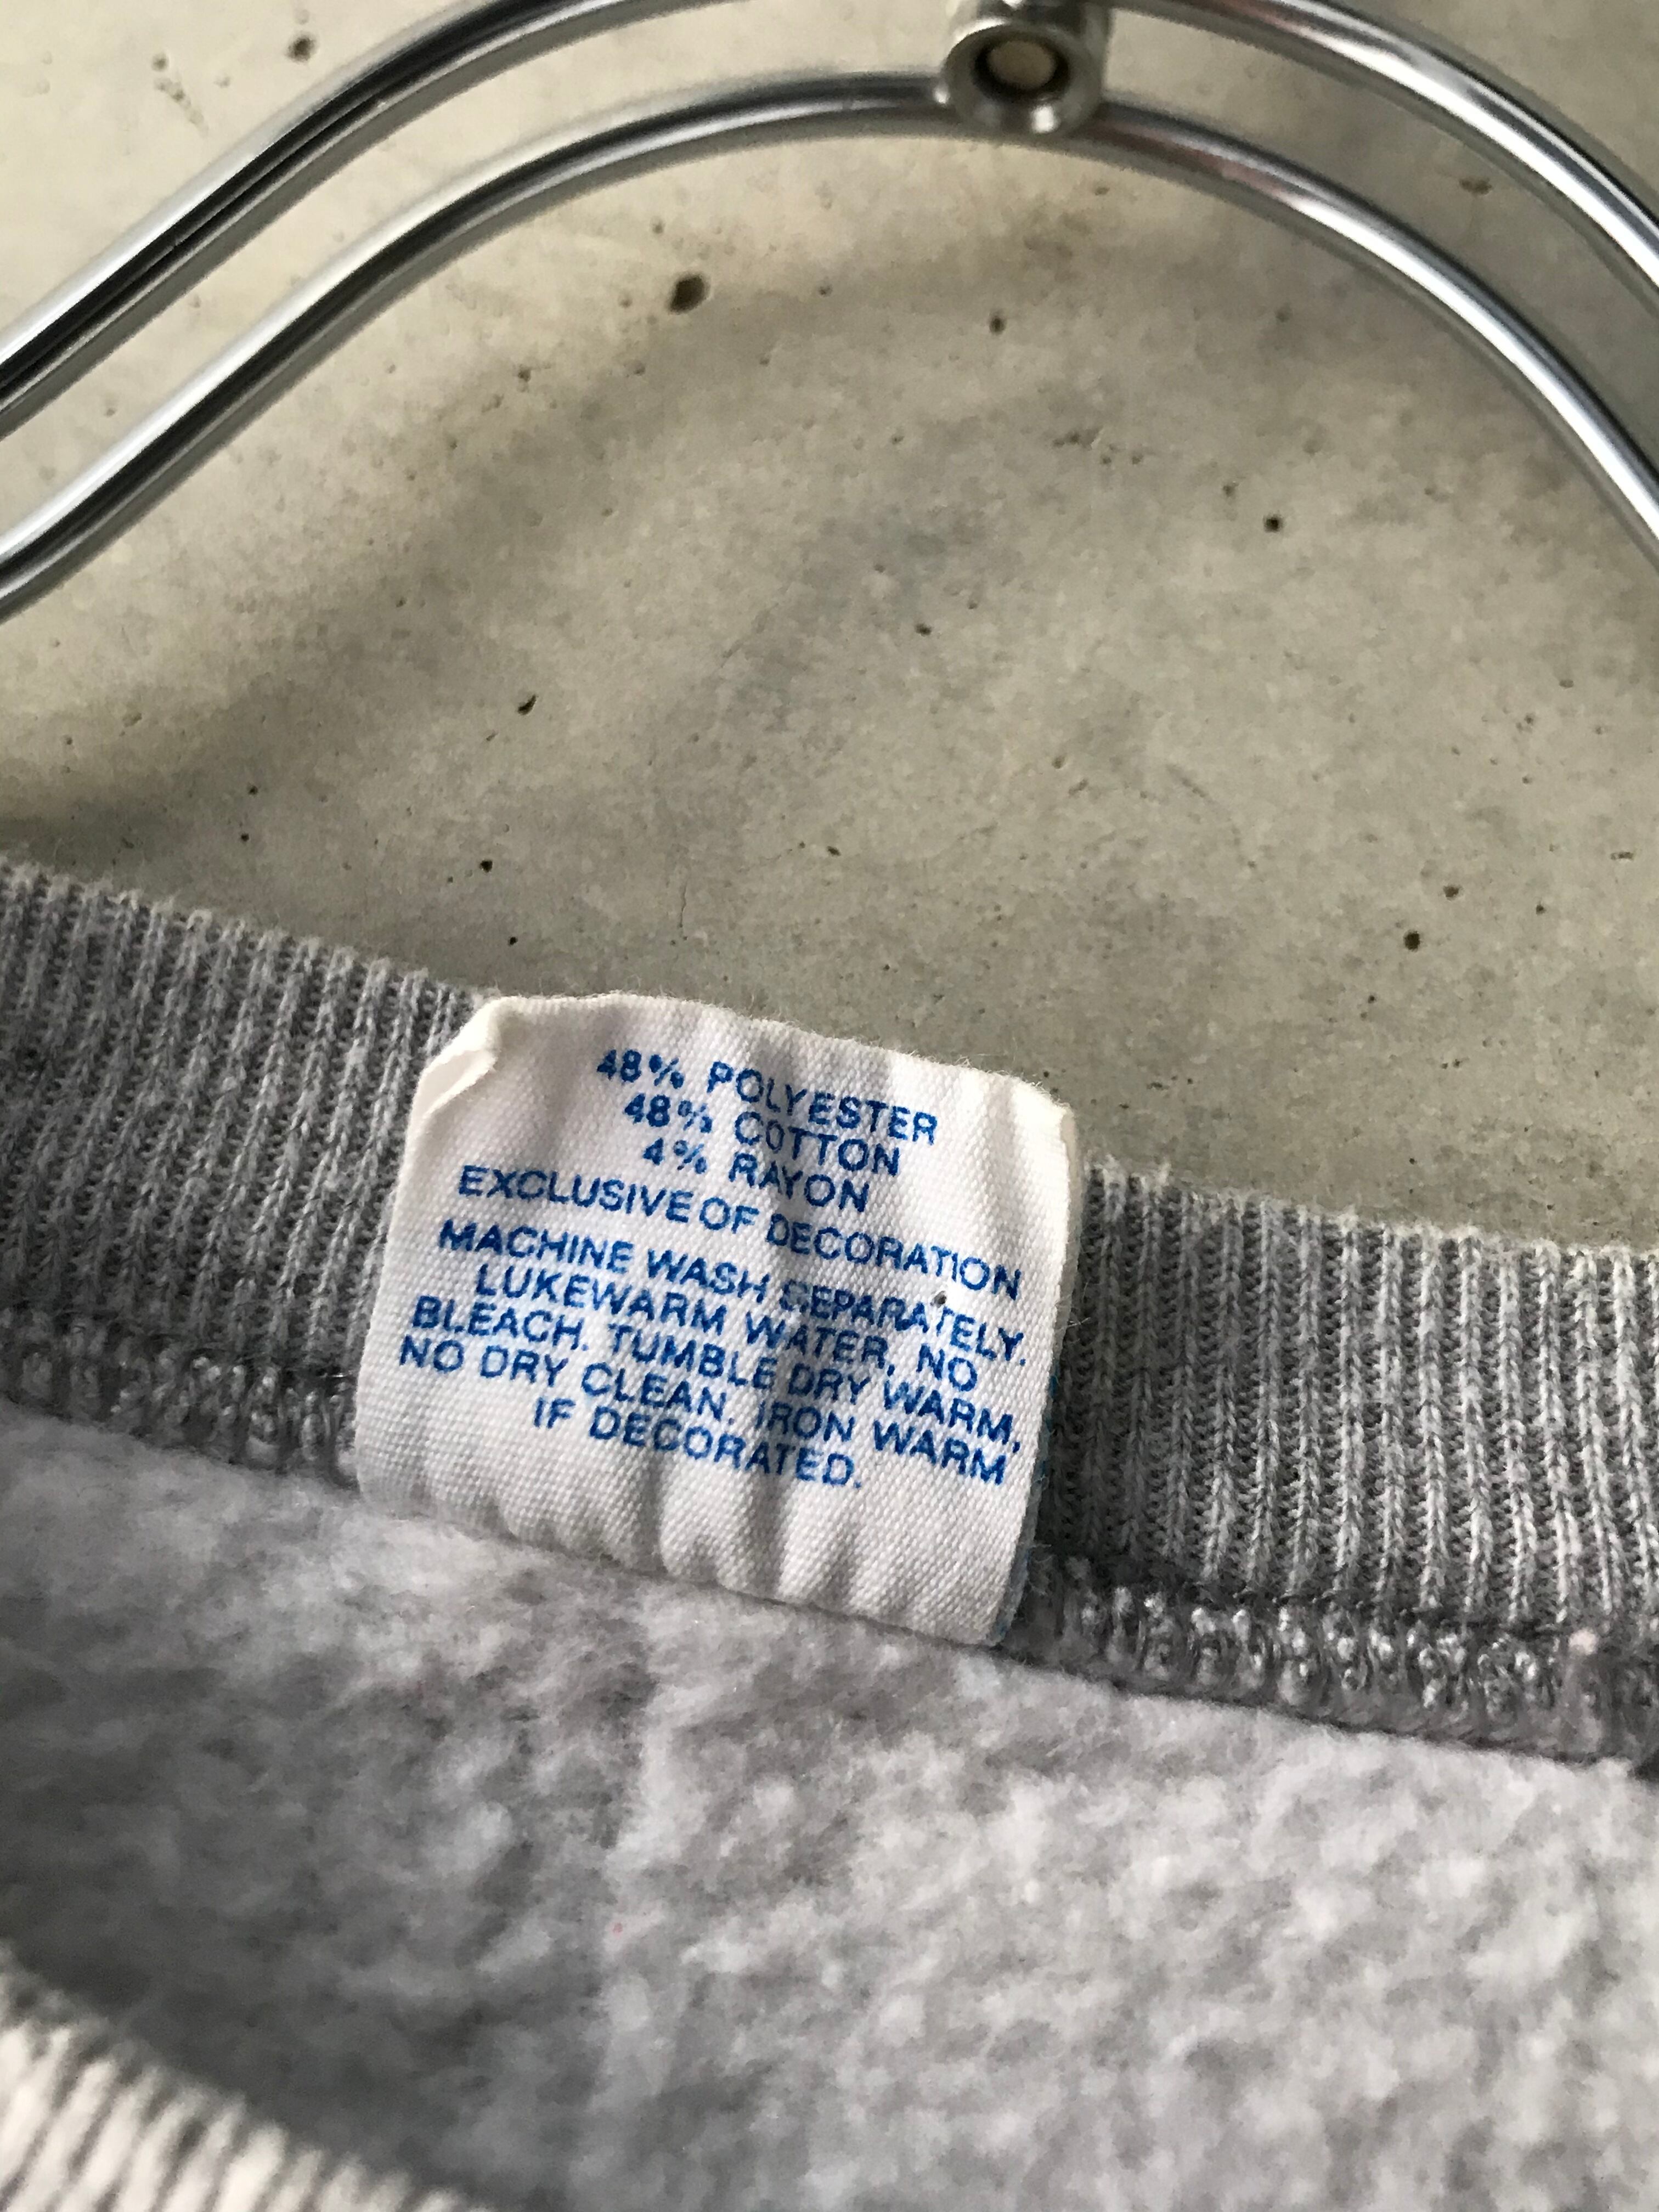 48% POLYESTER
48% COTTON
4% RAYON
EXCLUSIVE OF DECORATION
MACHINE WASH SEPARATELY.
LUKEWARM WATER, NO
BLEACH. TUMBLE DRY WARM,
NO DRY CLEAN. IRON WARM
IF DECORATED.